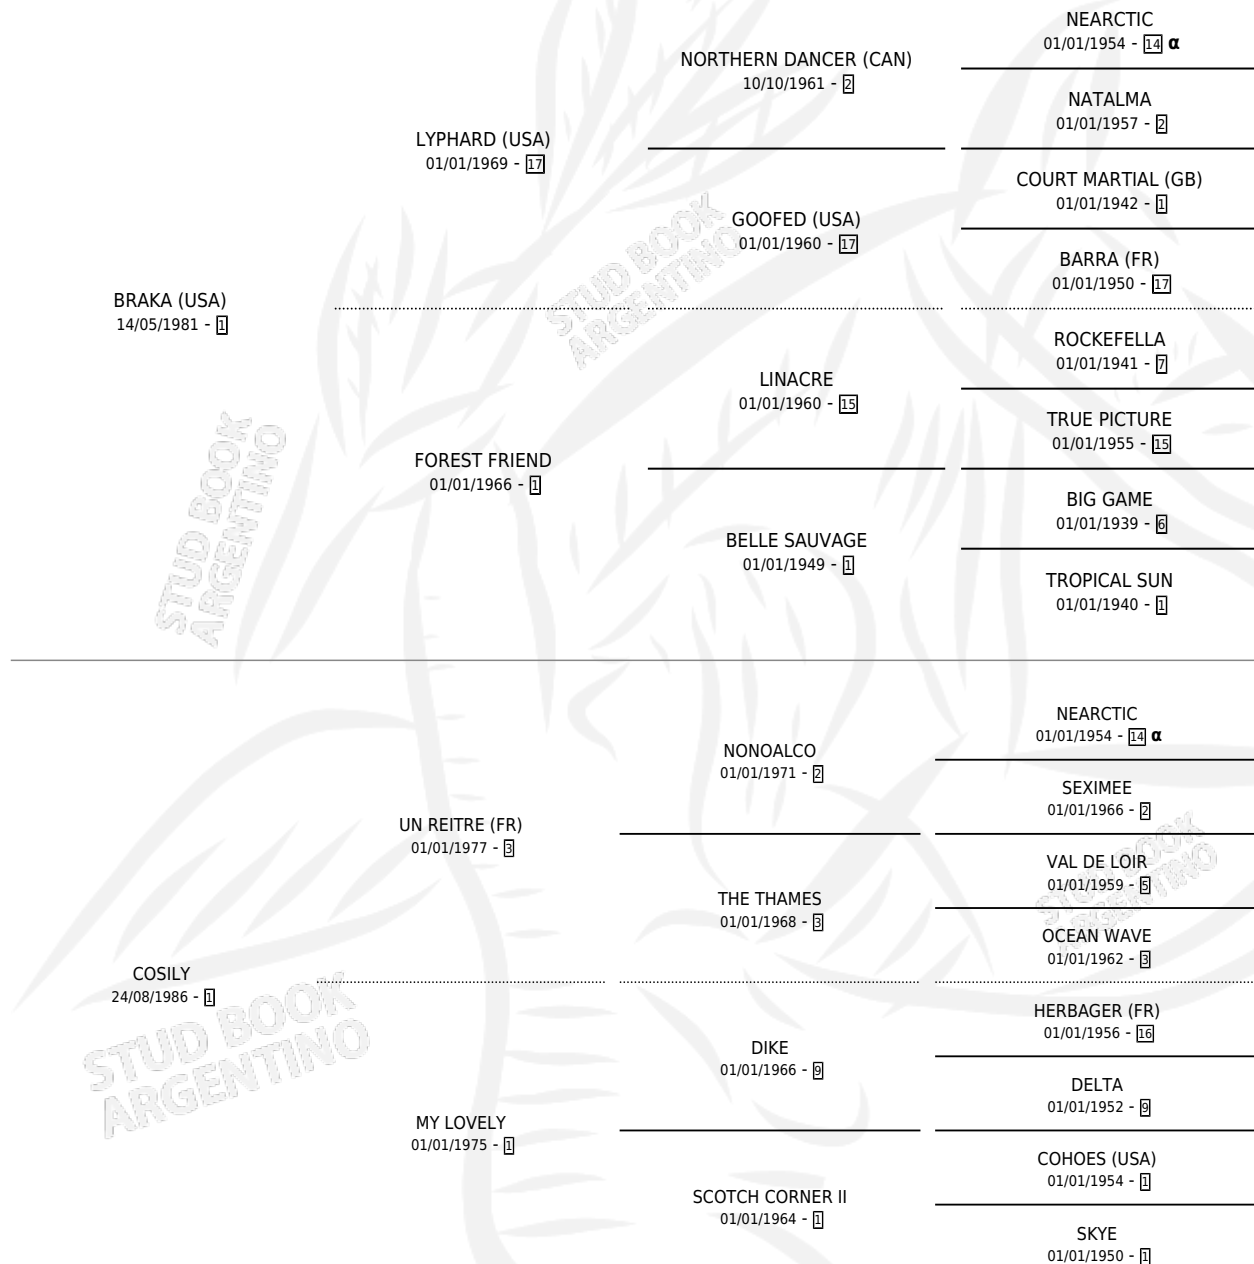 NEARCTIC
01/01/1954 - 14 α
NORTHERN DANCER (CAN)
10/10/1961 - 2
NATALMA
01/01/1957 - 2
LYPHARD (USA)
01/01/1969 - 17
COURT MARTIAL (GB)
01/01/1942 - 1
GOOFED (USA)
01/01/1960 - 17
BARRA (FR)
01/01/1950 - 17
BRAKA (USA)
14/05/1981 - 1
ROCKEFELLA
01/01/1941 - 7
LINACRE
01/01/1960 - 15
TRUE PICTURE
01/01/1955 - 15
FOREST FRIEND
01/01/1966 - 1
BIG GAME
01/01/1939 - 6
BELLE SAUVAGE
01/01/1949 - 1
TROPICAL SUN
01/01/1940 - 1
STUD BOOK
ARGENTINO
STUD BOOK
ARGENTINO
NEARCTIC
01/01/1954 - 14 α
NONOALCO
01/01/1971 - 2
SEXIMEE
01/01/1966 - 2
UN REITRE (FR)
01/01/1977 - 3
VAL DE LOIR
01/01/1959 - 5
THE THAMES
01/01/1968 - 3
OCEAN WAVE
01/01/1962 - 3
COSILY
24/08/1986 - 1
HERBAGER (FR)
01/01/1956 - 16
DIKE
01/01/1966 - 9
DELTA
01/01/1952 - 9
MY LOVELY
01/01/1975 - 1
COHOES (USA)
01/01/1954 - 1
SCOTCH CORNER II
01/01/1964 - 1
SKYE
01/01/1950 - 1
STUD BOOK
ARGENTINO
STUD BOOK
ARGENTINO